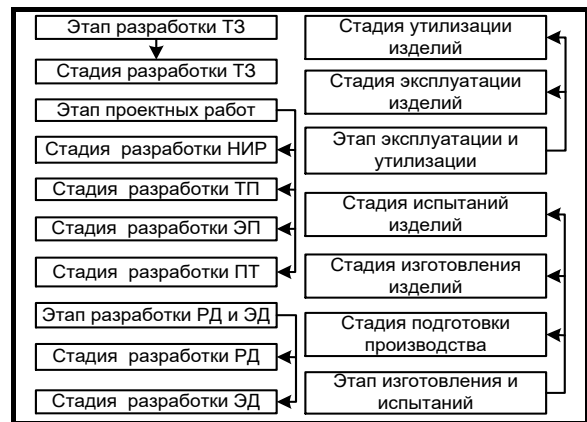 Этап разработки ТЗ
Стадия разработки ТЗ
Этап проектных работ
Стадия разработки НИР
Стадия разработки ТП
Стадия разработки ЭП
Стадия разработки ПТ
Этап разработки РД и ЭД
Стадия разработки РД
Стадия разработки ЭД
Стадия утилизации
изделий
Стадия эксплуатации
изделий
Этап эксплуатации и
утилизации
Стадия испытаний
изделий
Стадия изготовления
изделий
Стадия подготовки
производства
Этап изготовления и
испытаний